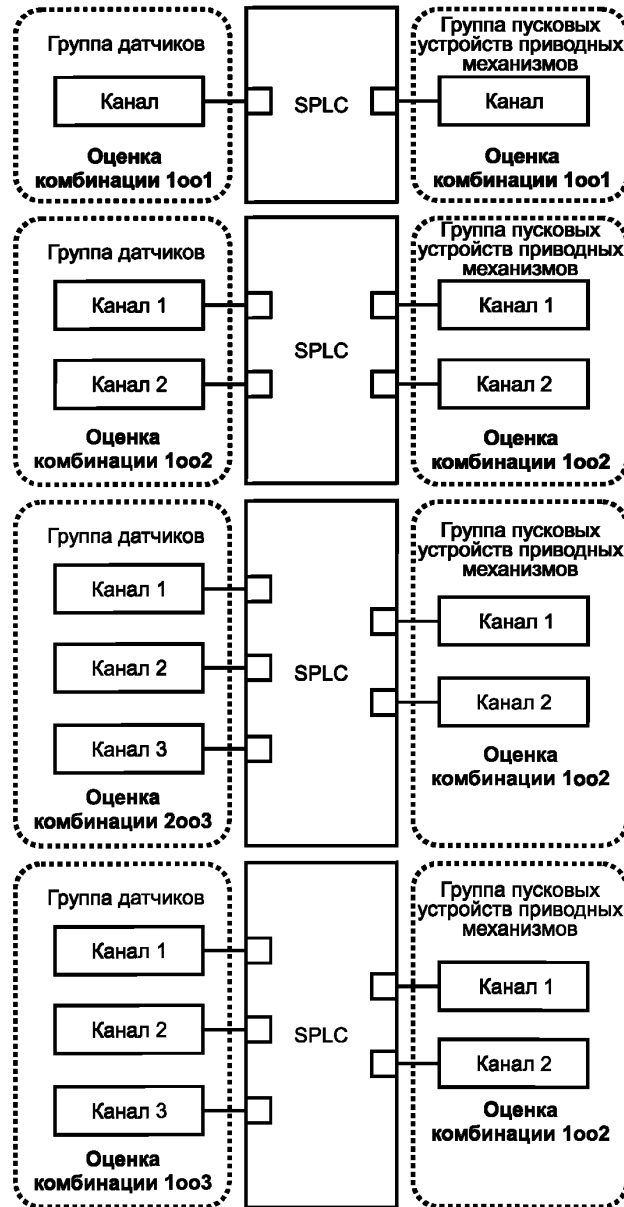 Группа датчиков
Канал
Оценка
комбинации 1oo1
SPLC
Группа пусковых
устройств приводных
механизмов
Канал
Оценка
комбинации 1oo1
Группа датчиков
Канал 1
Канал 2
Оценка
комбинации 1oo2
SPLC
Группа пусковых
устройств приводных
механизмов
Канал 1
Канал 2
Оценка
комбинации 1oo2
Группа датчиков
Канал 1
Канал 2
Канал 3
Оценка
комбинации 2oo3
SPLC
Группа пусковых
устройств приводных
механизмов
Канал 1
Канал 2
Оценка
комбинации 1oo2
Группа датчиков
Канал 1
Канал 2
Канал 3
Оценка
комбинации 1oo3
SPLC
Группа пусковых
устройств приводных
механизмов
Канал 1
Канал 2
Оценка
комбинации 1oo2